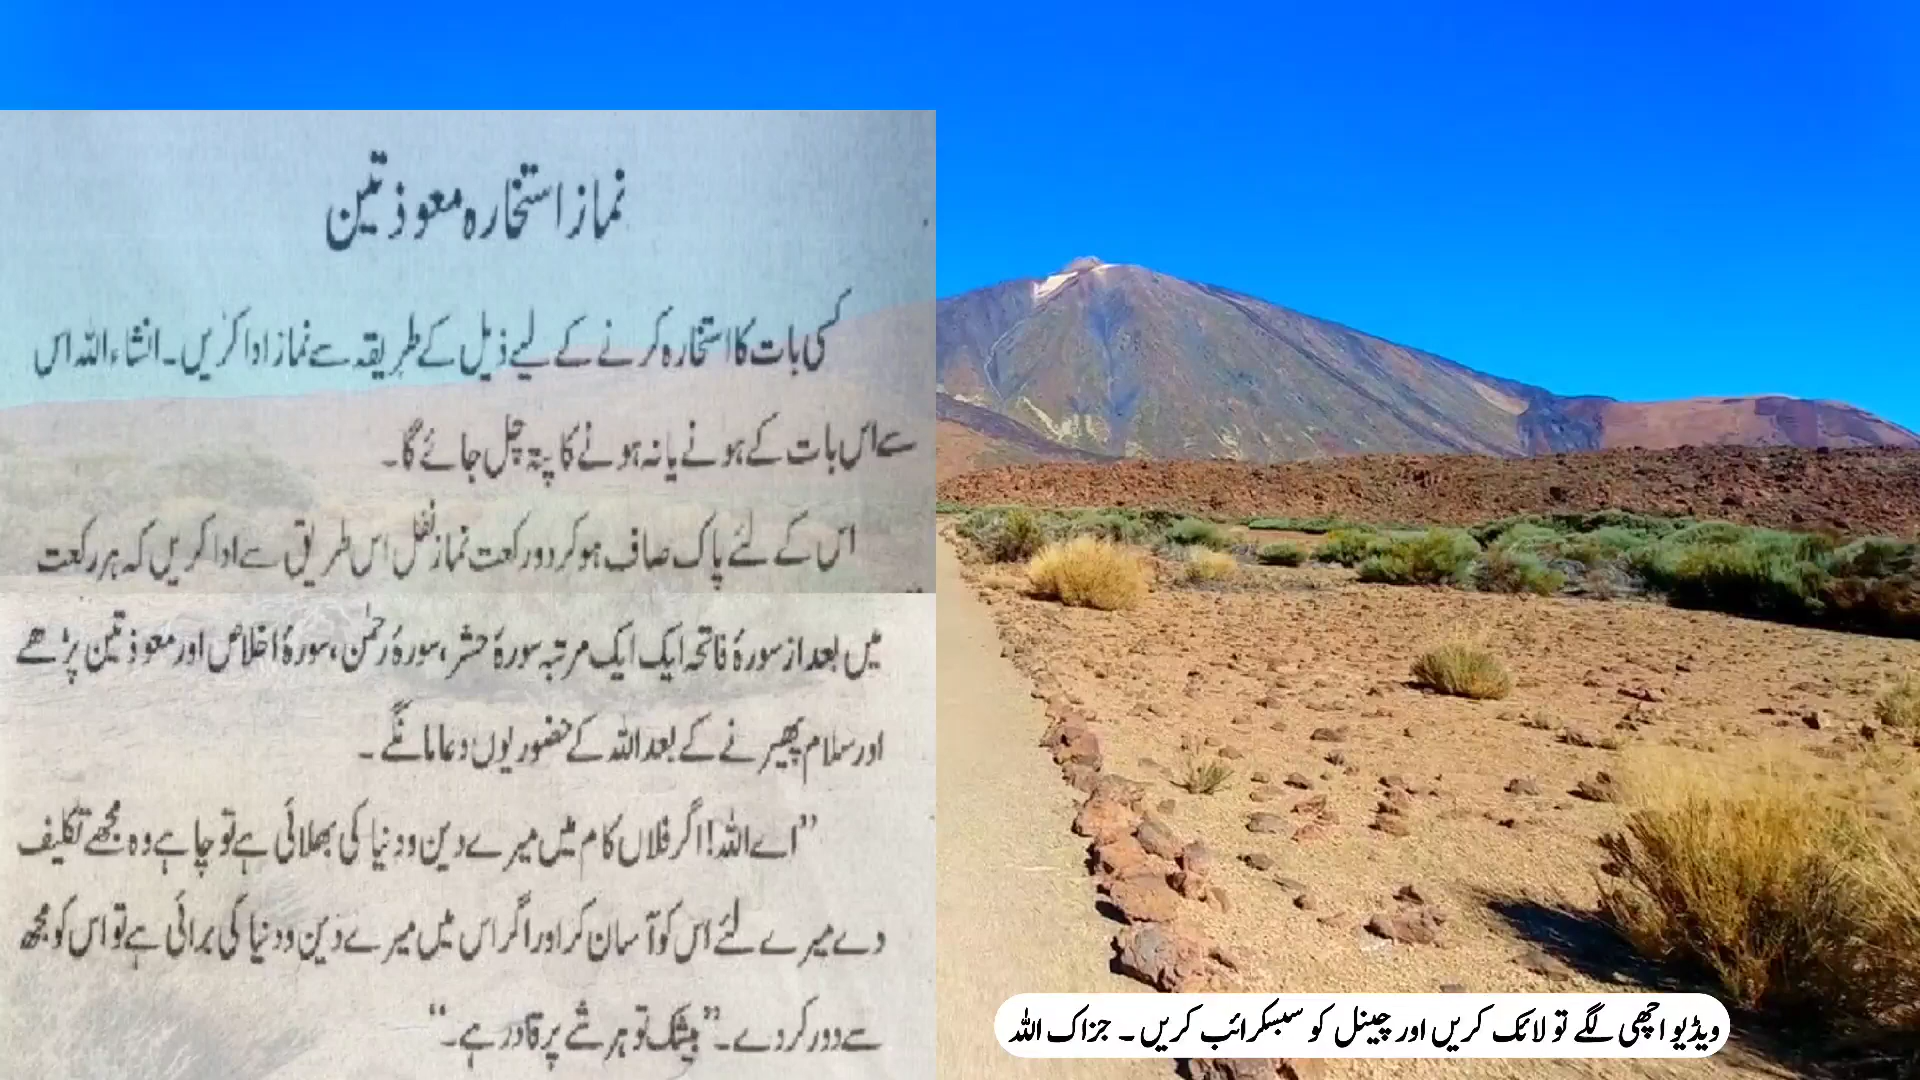 نماز استخارہ معوذتین
کسی بات کا استخارہ کرنے کے لیے ذیل کے طریقہ سے نماز ادا کریں۔ انشاء اللہ اس
سے اس بات کے ہونے یا نہ ہونے کا پتہ چل جائے گا۔
اس کے لئے پاک صاف ہو کر دو رکعت نماز نفل اس طریق سے ادا کریں کہ ہر رکعت
میں بعد از سورۂ فاتحہ ایک ایک مرتبہ سورۂ حشر، سورۂ رحمٰن، سورۂ اخلاص اور معوذتین پڑھے
اور سلام پھیرنے کے بعد اللہ کے حضور یوں دعا مانگے۔
”اے اللہ! اگر فلاں کام میں میرے دین و دنیا کی بھلائی ہے تو چاہے وہ مجھے تکلیف
دے میرے لئے اس کو آسان کر اور اگر اس میں میرے دین و دنیا کی برائی ہے تو اس کو مجھ
سے دور کر دے۔” بیشک تو ہر شے پر قادر ہے۔“
ویڈیو اچھی لگے تو لائک کریں اور چینل کو سبسکرائب کریں۔ جزاک اللہ